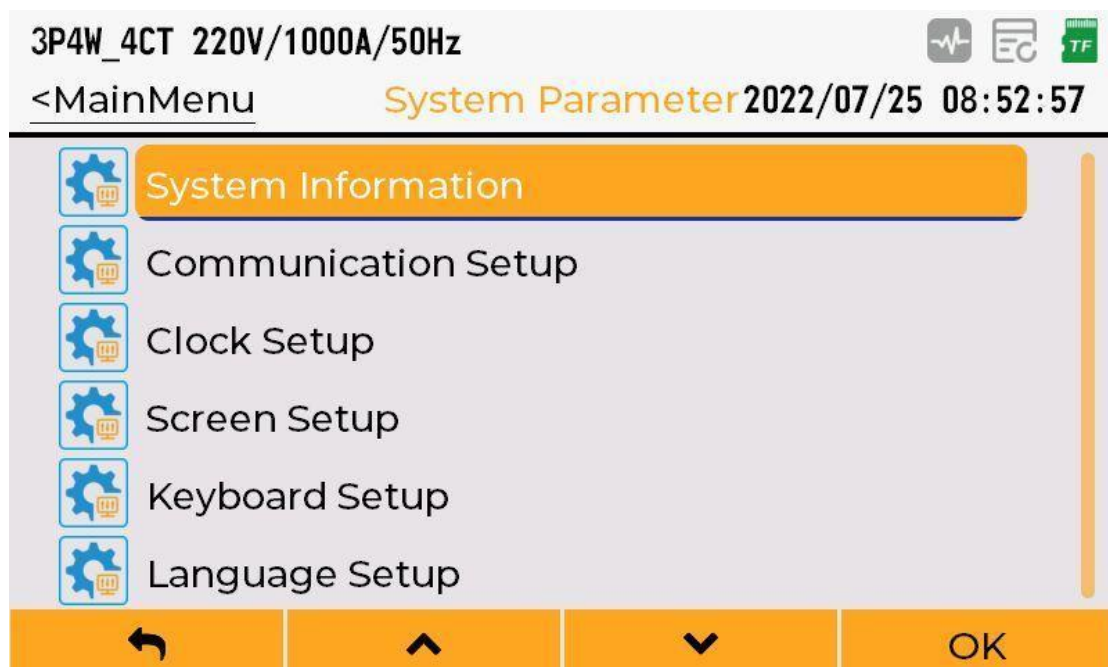 3P4W_4CT 220V/1000A/50Hz
TF
<MainMenu System Parameter 2022/07/25 08:52:57
System Information
Communication Setup
Clock Setup
Screen Setup
Keyboard Setup
Language Setup
OK